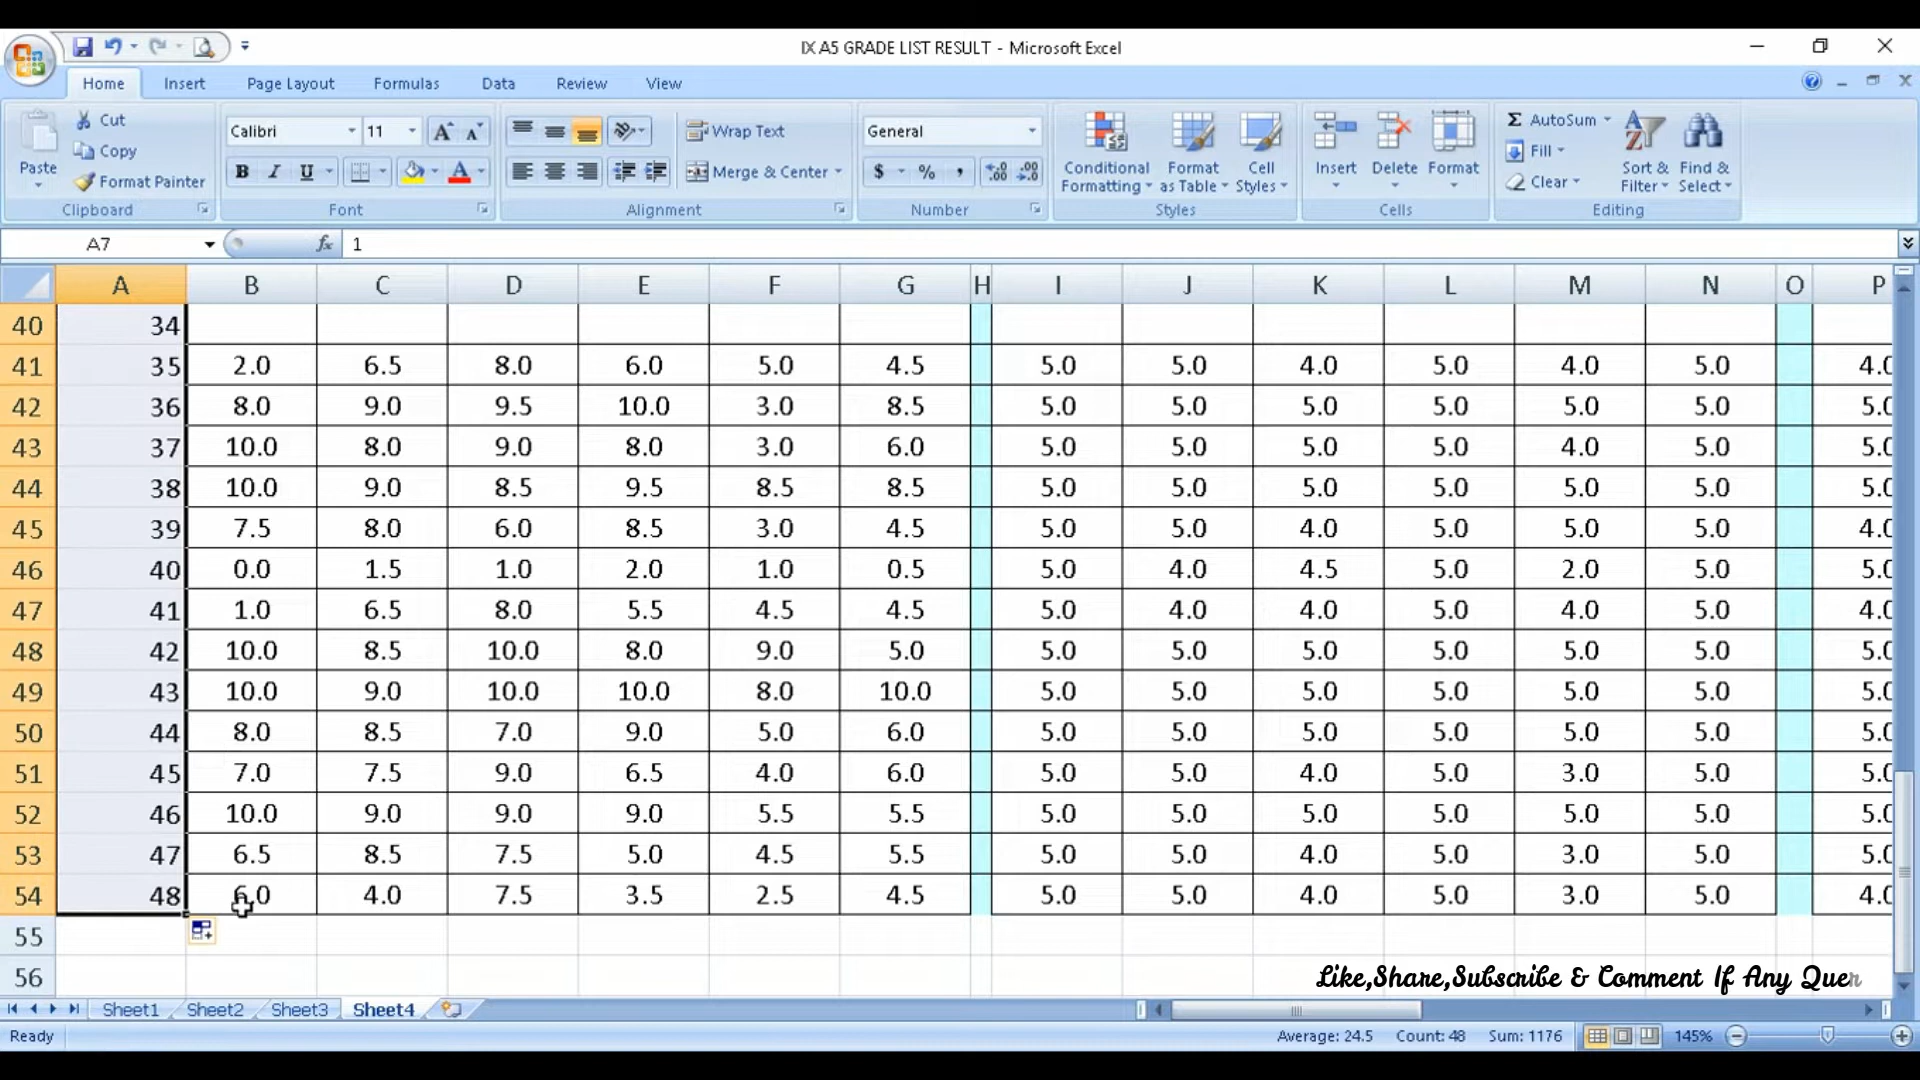 IX A5 GRADE LIST RESULT - Microsoft Excel
Home Insert Page Layout Formulas Data Review View
Paste Cut Copy Format Painter Clipboard
Calibri 11 A A B I U A Font
Wrap Text Merge & Center Alignment
General $ % , .0 .00 .00 .0 Number
Conditional Formatting Format as Table Cell Styles Styles
Insert Delete Format Cells
Σ AutoSum Fill Clear Sort & Filter Find & Select Editing
A7 fx 1
A B C D E F G H I J K L M N O P
40 34
41 35 2.0 6.5 8.0 6.0 5.0 4.5 5.0 5.0 4.0 5.0 4.0 5.0 4.0
42 36 8.0 9.0 9.5 10.0 3.0 8.5 5.0 5.0 5.0 5.0 5.0 5.0 5.0
43 37 10.0 8.0 9.0 8.0 3.0 6.0 5.0 5.0 5.0 5.0 4.0 5.0 5.0
44 38 10.0 9.0 8.5 9.5 8.5 8.5 5.0 5.0 5.0 5.0 5.0 5.0 5.0
45 39 7.5 8.0 6.0 8.5 3.0 4.5 5.0 5.0 4.0 5.0 5.0 5.0 4.0
46 40 0.0 1.5 1.0 2.0 1.0 0.5 5.0 4.0 4.5 5.0 2.0 5.0 5.0
47 41 1.0 6.5 8.0 5.5 4.5 4.5 5.0 4.0 4.0 5.0 4.0 5.0 4.0
48 42 10.0 8.5 10.0 8.0 9.0 5.0 5.0 5.0 5.0 5.0 5.0 5.0 5.0
49 43 10.0 9.0 10.0 10.0 8.0 10.0 5.0 5.0 5.0 5.0 5.0 5.0 5.0
50 44 8.0 8.5 7.0 9.0 5.0 6.0 5.0 5.0 5.0 5.0 5.0 5.0 5.0
51 45 7.0 7.5 9.0 6.5 4.0 6.0 5.0 5.0 4.0 5.0 3.0 5.0 5.0
52 46 10.0 9.0 9.0 9.0 5.5 5.5 5.0 5.0 5.0 5.0 5.0 5.0 5.0
53 47 6.5 8.5 7.5 5.0 4.5 5.5 5.0 5.0 4.0 5.0 3.0 5.0 5.0
54 48 6.0 4.0 7.5 3.5 2.5 4.5 5.0 5.0 4.0 5.0 3.0 5.0 4.0
55
56
Like,Share,Subscribe & Comment If Any Quer
Sheet1 Sheet2 Sheet3 Sheet4
Ready Average: 24.5 Count: 48 Sum: 1176 145%